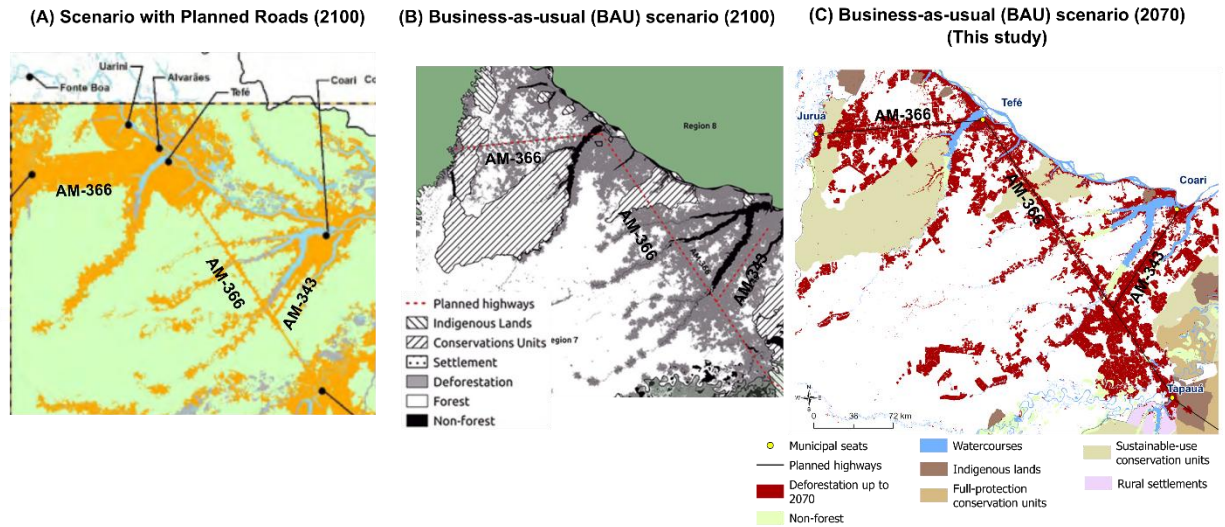 (A) Scenario with Planned Roads (2100)
Uarini
Alvarães
Coari
Co
Fonte Boa
Tefé
AM-366
AM-366
AM-343
(B) Business-as-usual (BAU) scenario (2100)
Region 8
AM-366
AM-366
AM-343
Planned highways
Indigenous Lands
Conservations Units
Settlement
Deforestation
Forest
Non-forest
Region 7
(C) Business-as-usual (BAU) scenario (2070)
(This study)
Tefé
Juruá
AM-366
Coari
AM-366
AM-343
Tapauá
N
W
E
S
0 36 72 km
Municipal seats
Planned highways
Deforestation up to
2070
Non-forest
Watercourses
Indigenous lands
Full-protection
conservation units
Sustainable-use
conservation units
Rural settlements